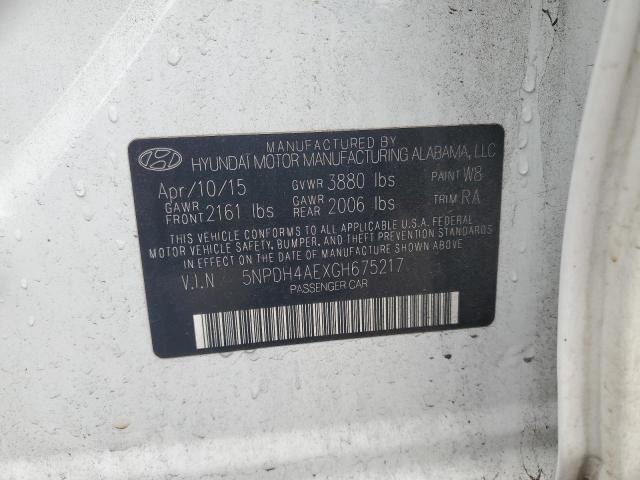 MANUFACTURED BY
HYUNDAI MOTOR MANUFACTURING ALABAMA, LLC
Apr/10/15 GVWR 3880 lbs PAINT W8
GAWR FRONT 2161 lbs GAWR REAR 2006 lbs TRIM RA
THIS VEHICLE CONFORMS TO ALL APPLICABLE U.S.A. FEDERAL
MOTOR VEHICLE SAFETY, BUMPER, AND THEFT PREVENTION STANDARDS
IN EFFECT ON THE DATE OF MANUFACTURE SHOWN ABOVE.
V.I.N 5NPDH4AEXGH675217
PASSENGER CAR